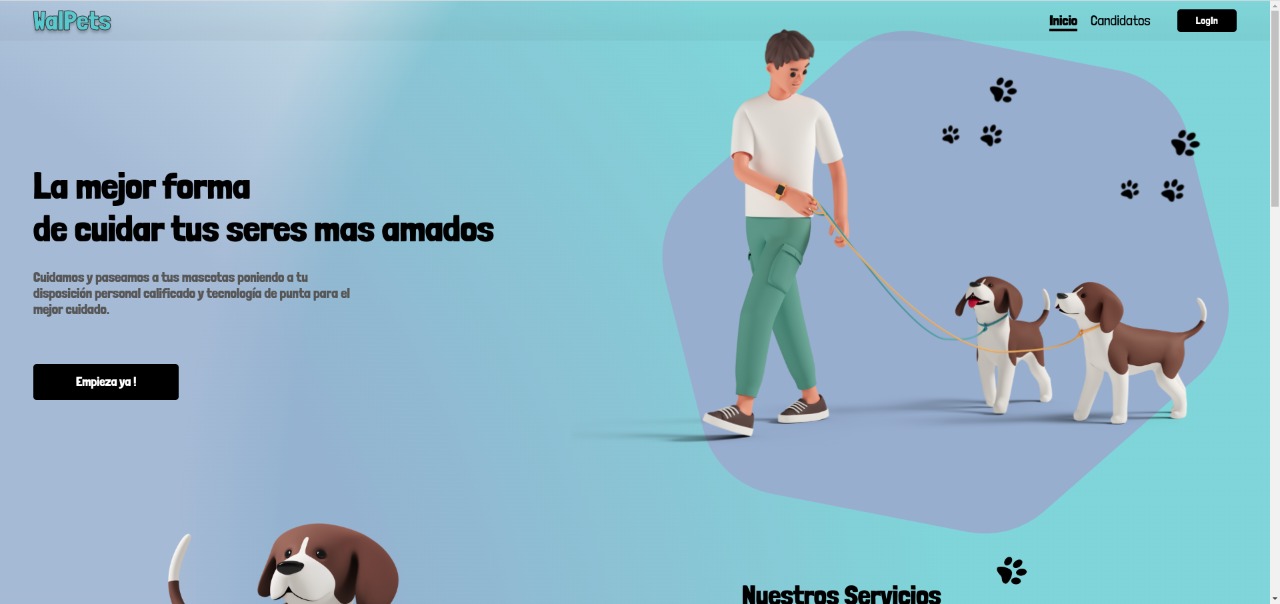 WalPets
Inicio Candidatos LogIn
La mejor forma
de cuidar tus seres mas amados
Cuidamos y paseamos a tus mascotas poniendo a tu
disposición personal calificado y tecnología de punta para el
mejor cuidado.
Empieza ya !
Nuestros Servicios